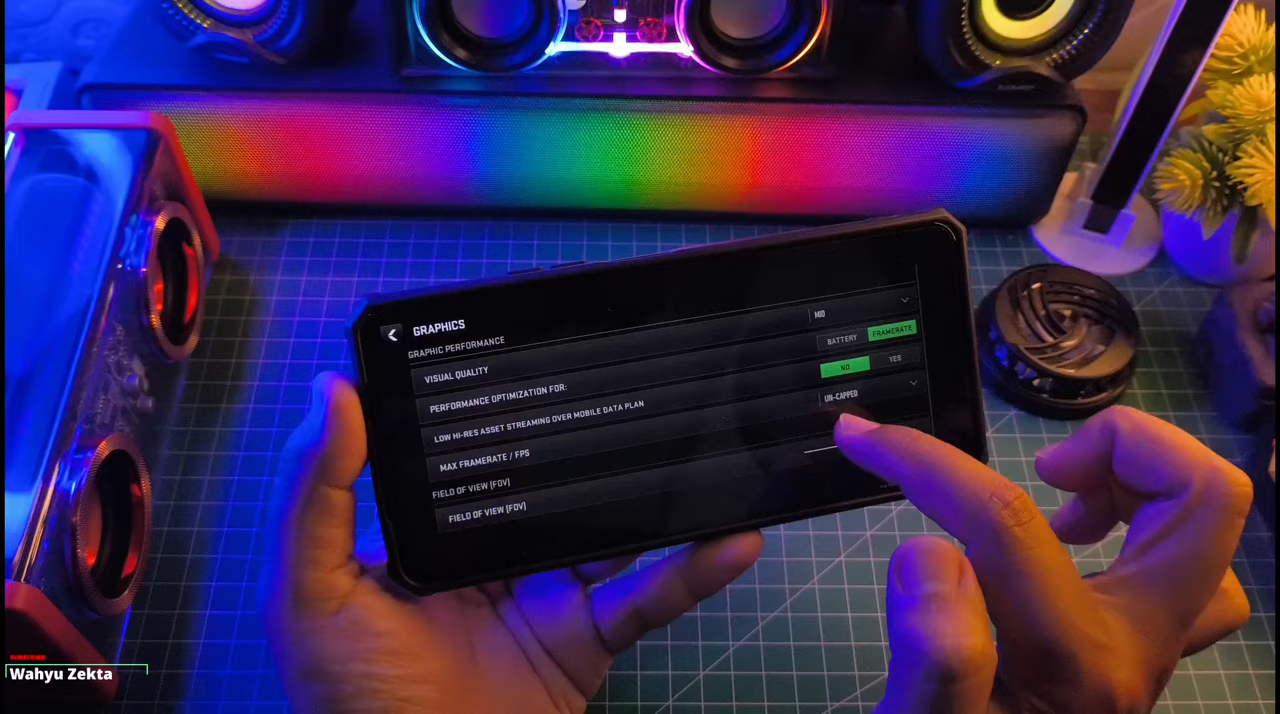 GRAPHICS
GRAPHIC PERFORMANCE
VISUAL QUALITY MID
PERFORMANCE OPTIMIZATION FOR: BATTERY FRAMERATE
LOW HI-RES ASSET STREAMING OVER MOBILE DATA PLAN NO YES
MAX FRAMERATE / FPS UN-CAPPED
FIELD OF VIEW (FOV)
FIELD OF VIEW (FOV)
SUBSCRIBE
Wahyu Zekta